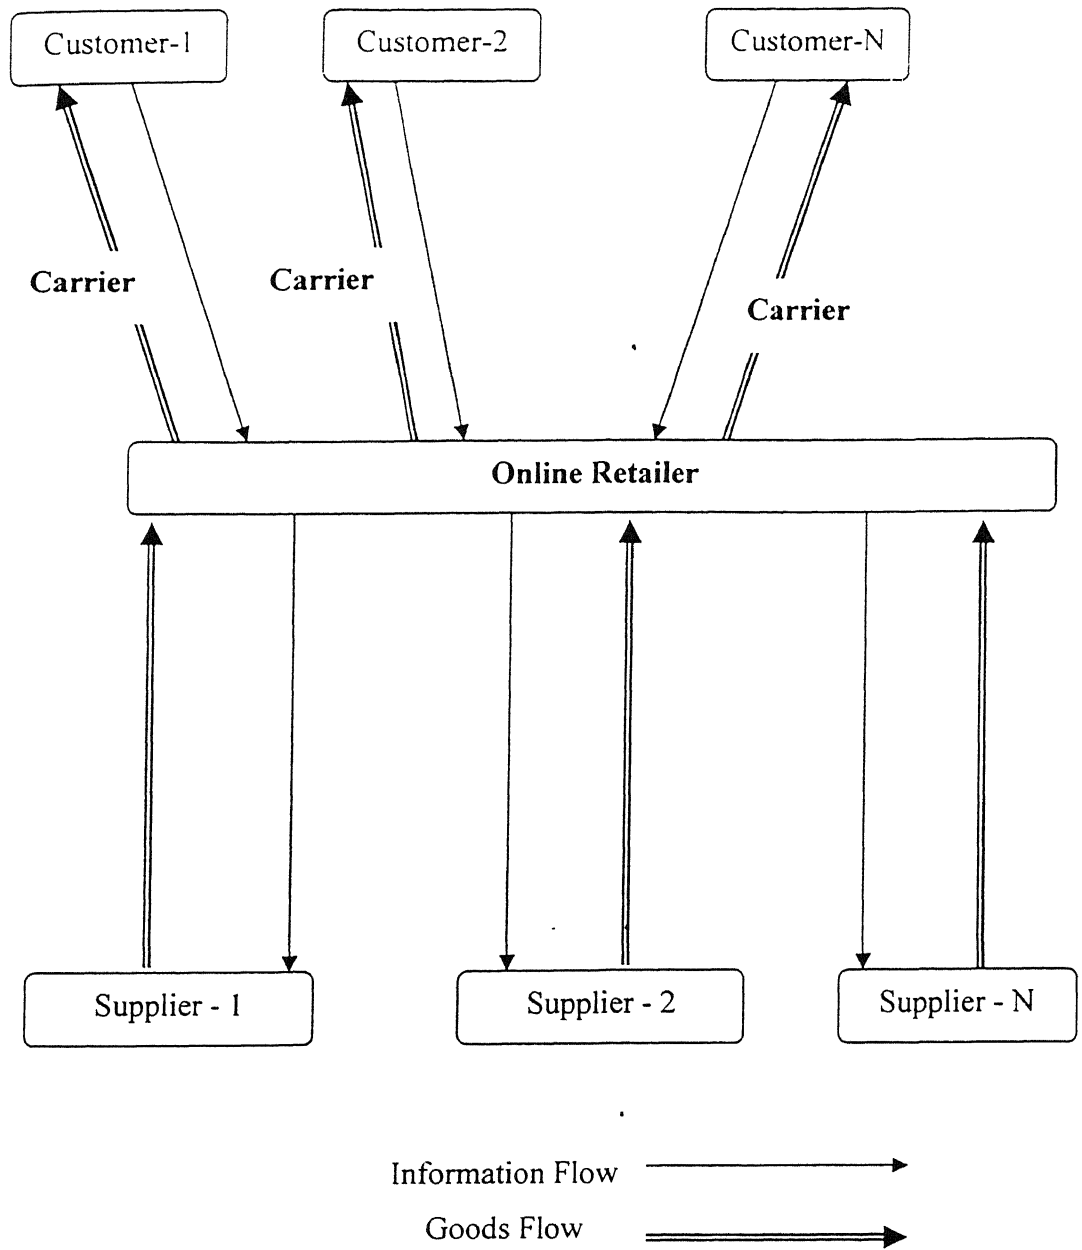 Customer-1
Customer-2
Customer-N
Carrier
Carrier
Carrier
Online Retailer
Supplier - 1
Supplier - 2
Supplier - N
Information Flow
Goods Flow